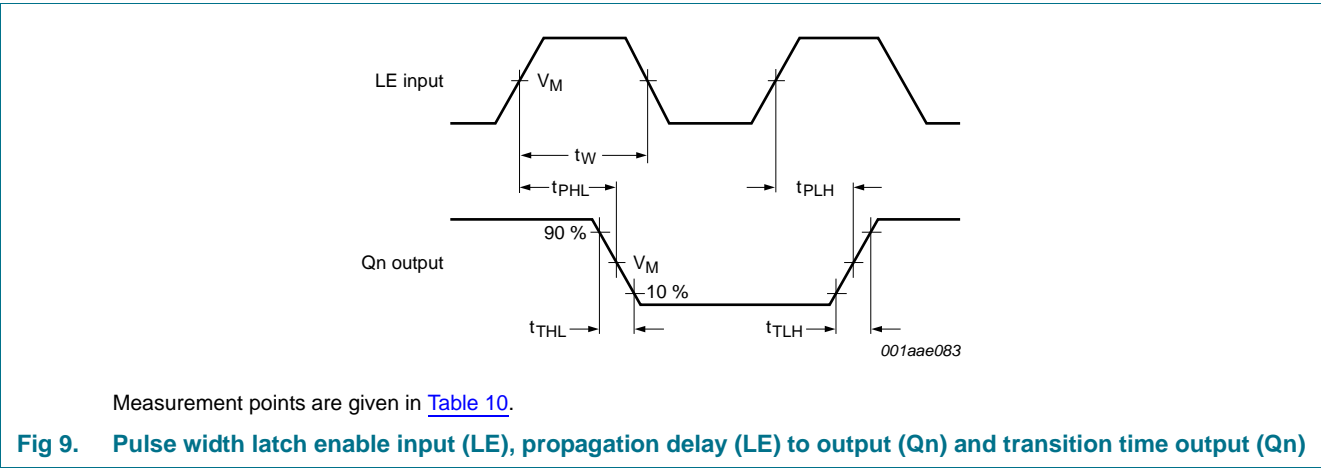 LE input
VM
tW
tPHL
tPLH
90 %
Qn output
VM
10 %
tTHL
tTLH
001aae083
Measurement points are given in Table 10.
Fig 9. Pulse width latch enable input (LE), propagation delay (LE) to output (Qn) and transition time output (Qn)